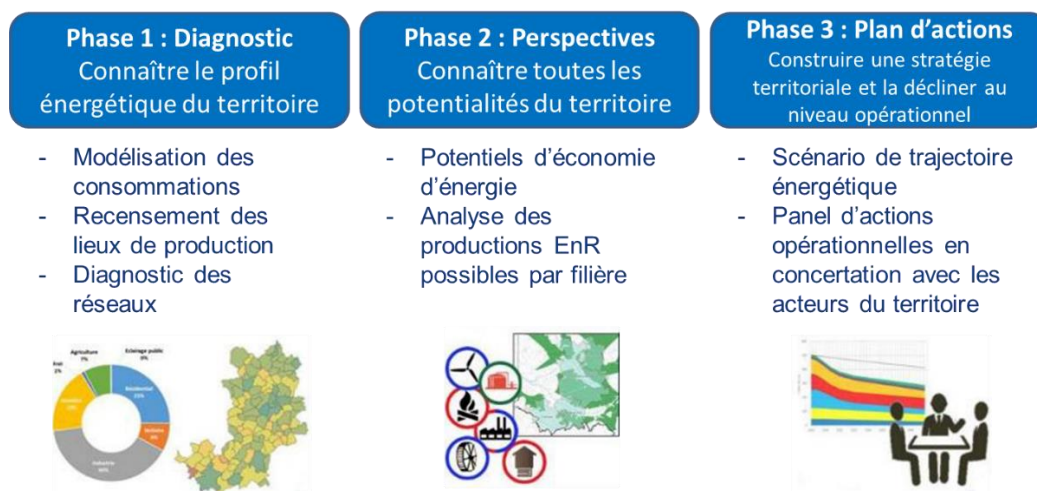 Phase 1 : Diagnostic
Connaître le profil
énergétique du territoire
- Modélisation des
consommations
- Recensement des
lieux de production
- Diagnostic des
réseaux
Agriculture
7%
Eclairage public
0%
Résidentiel
Industrie
Phase 2 : Perspectives
Connaître toutes les
potentialités du territoire
- Potentiels d’économie
d’énergie
- Analyse des
productions EnR
possibles par filière
Phase 3 : Plan d’actions
Construire une stratégie
territoriale et la décliner au
niveau opérationnel
- Scénario de trajectoire
énergétique
- Panel d’actions
opérationnelles en
concertation avec les
acteurs du territoire